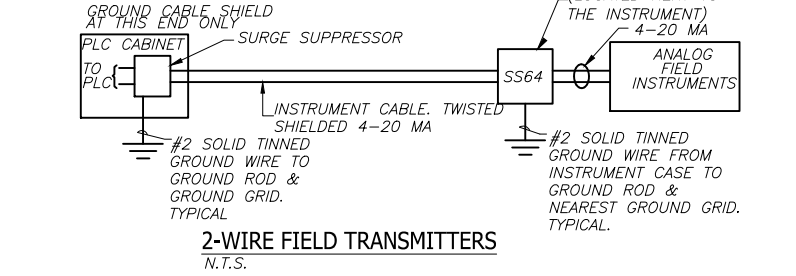 GROUND CABLE SHIELD
AT THIS END ONLY
PLC CABINET
TO
PLC
SURGE SUPPRESSOR
INSTRUMENT CABLE. TWISTED
SHIELDED 4-20 MA
#2 SOLID TINNED
GROUND WIRE TO
GROUND ROD &
GROUND GRID.
TYPICAL
THE INSTRUMENT)
4-20 MA
SS64
ANALOG
FIELD
INSTRUMENTS
#2 SOLID TINNED
GROUND WIRE FROM
INSTRUMENT CASE TO
GROUND ROD &
NEAREST GROUND GRID.
TYPICAL.
2-WIRE FIELD TRANSMITTERS
N.T.S.